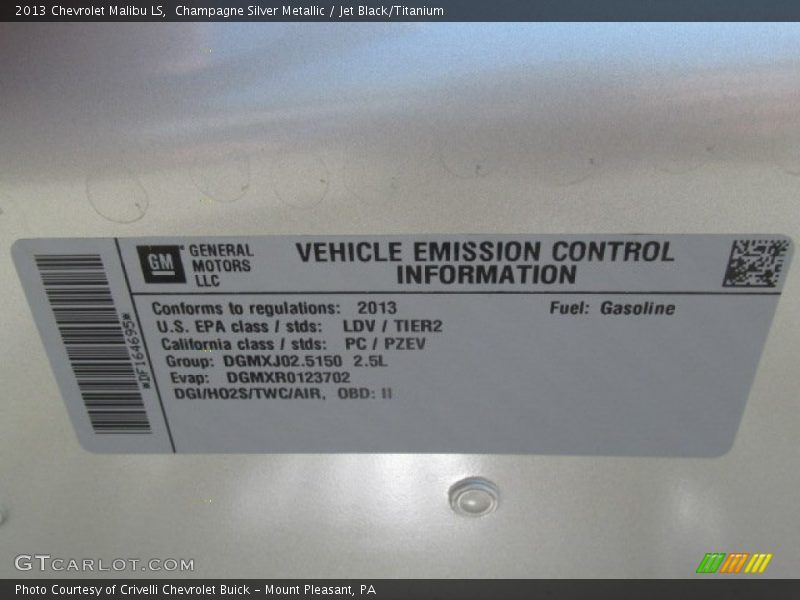 2013 Chevrolet Malibu LS,  Champagne Silver Metallic / Jet Black/Titanium
GM
GENERAL
MOTORS
LLC
VEHICLE EMISSION CONTROL
INFORMATION
*DF164695*
Conforms to regulations: 2013
Fuel: Gasoline
U.S. EPA class / stds: LDV / TIER2
California class / stds: PC / PZEV
Group: DGMXJ02.5150 2.5L
Evap: DGMXR0123702
DGI/HO2S/TWC/AIR, OBD: II
GTCARLOT.COM
Photo Courtesy of Crivelli Chevrolet Buick – Mount Pleasant, PA